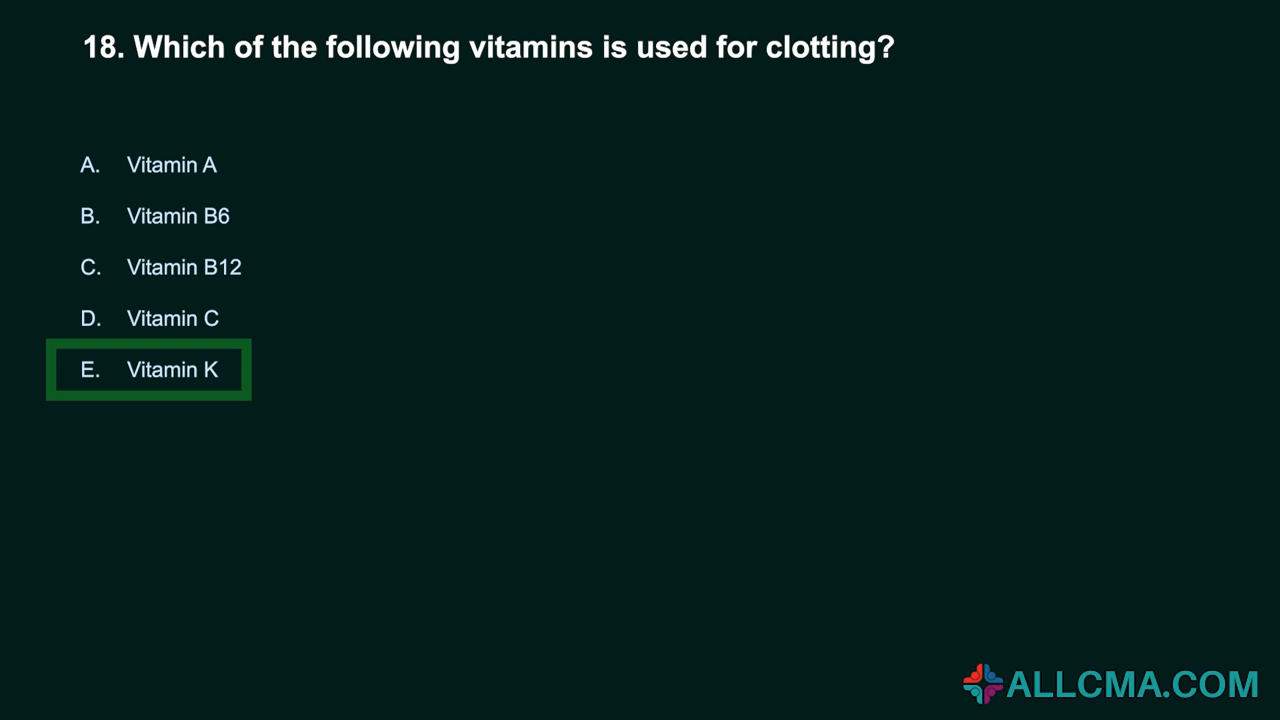 18. Which of the following vitamins is used for clotting?
A. Vitamin A
B. Vitamin B6
C. Vitamin B12
D. Vitamin C
E. Vitamin K
ALLCMA.COM